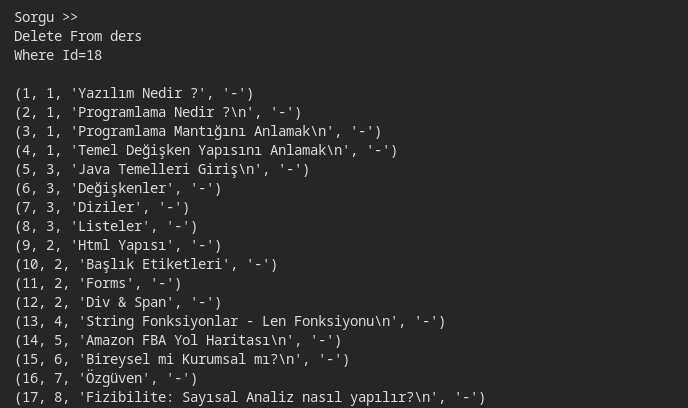 Sorgu >>
Delete From ders
Where Id=18
(1, 1, 'Yazılım Nedir ?', '-')
(2, 1, 'Programlama Nedir ?\n', '-')
(3, 1, 'Programlama Mantığını Anlamak\n', '-')
(4, 1, 'Temel Değişken Yapısını Anlamak\n', '-')
(5, 3, 'Java Temelleri Giriş\n', '-')
(6, 3, 'Değişkenler', '-')
(7, 3, 'Diziler', '-')
(8, 3, 'Listeler', '-')
(9, 2, 'Html Yapısı', '-')
(10, 2, 'Başlık Etiketleri', '-')
(11, 2, 'Forms', '-')
(12, 2, 'Div & Span', '-')
(13, 4, 'String Fonksiyonlar - Len Fonksiyonu\n', '-')
(14, 5, 'Amazon FBA Yol Haritası\n', '-')
(15, 6, 'Bireysel mi Kurumsal mı?\n', '-')
(16, 7, 'Özgüven', '-')
(17, 8, 'Fizibilite: Sayısal Analiz nasıl yapılır?\n', '-')